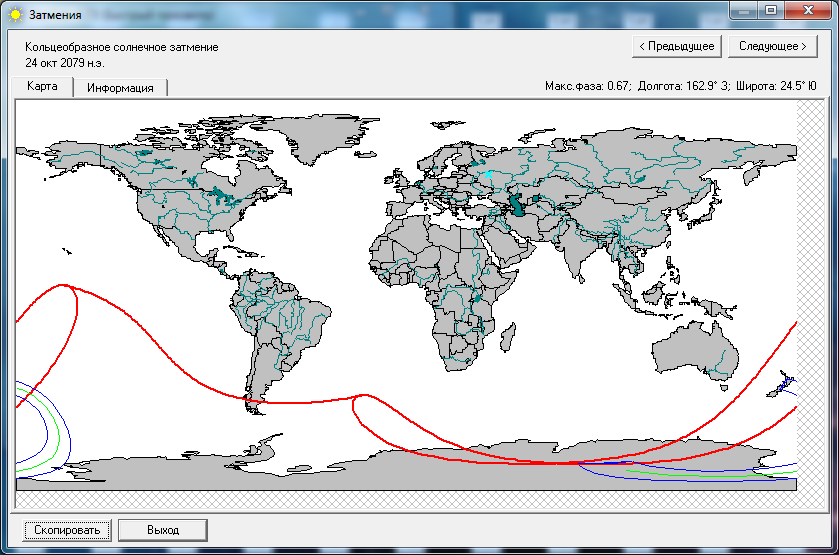 Затмения
Кольцеобразное солнечное затмение
24 окт 2079 н.э.
< Предыдущее
Следующее >
Карта
Информация
Макс.фаза: 0.67; Долгота: 162.9° З; Широта: 24.5° Ю
Скопировать
Выход